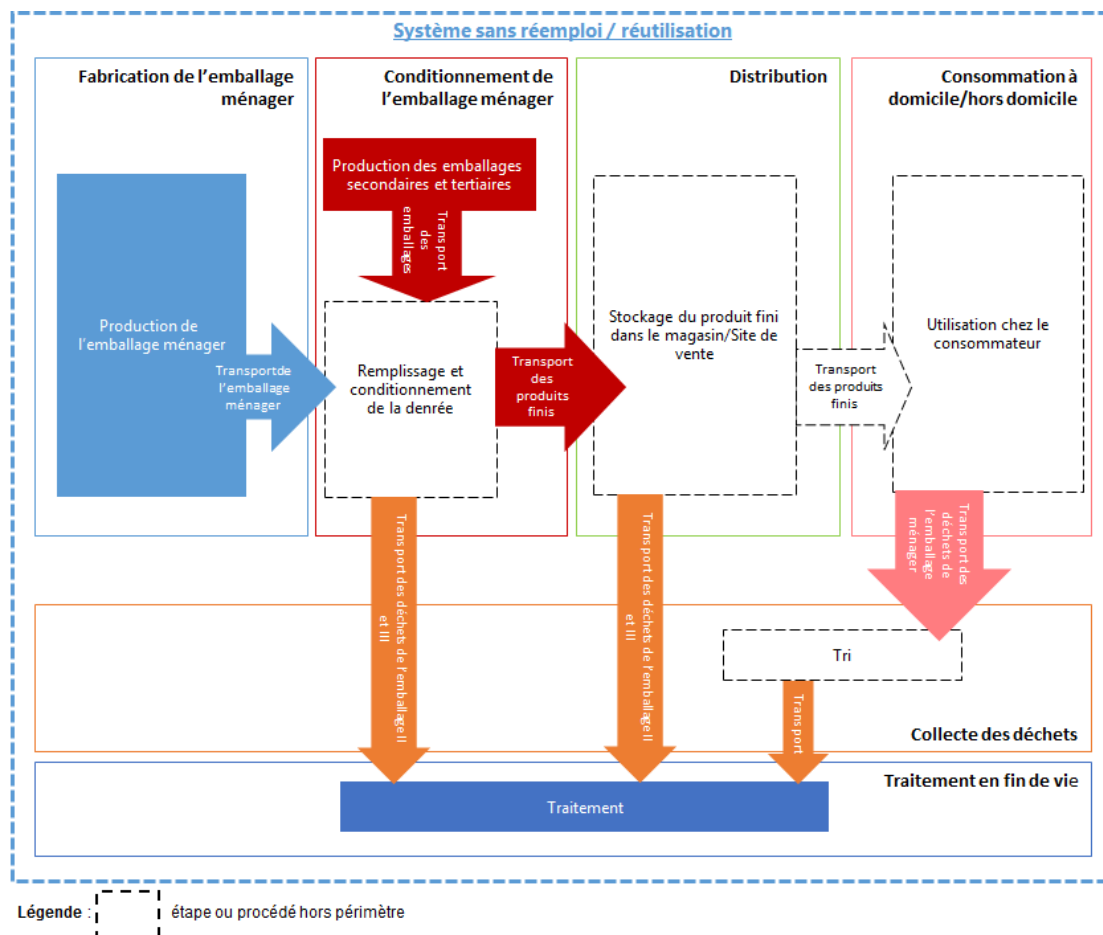 Système sans réemploi / réutilisation
Fabrication de l'emballage
ménager
Conditionnement de
l'emballage ménager
Distribution
Consommation à
domicile/hors domicile
Production des emballages
secondaires et tertiaires
Transport
des
emballages
Production de
l'emballage ménager
Transportde
l'emballage
ménager
Remplissage et
conditionnement
de la denrée
Transport
des
produits
finis
Stockage du produit fini
dans le magasin/Site de
vente
Transport
des produits
finis
Utilisation chez le
consommateur
Transport des déchets de l'emballage II
et III
Transport des déchets de l'emballage II
et III
Transport des
déchets de
l'emballage
ménager
Tri
Transport
Collecte des déchets
Traitement en fin de vie
Traitement
Légende :
étape ou procédé hors périmètre